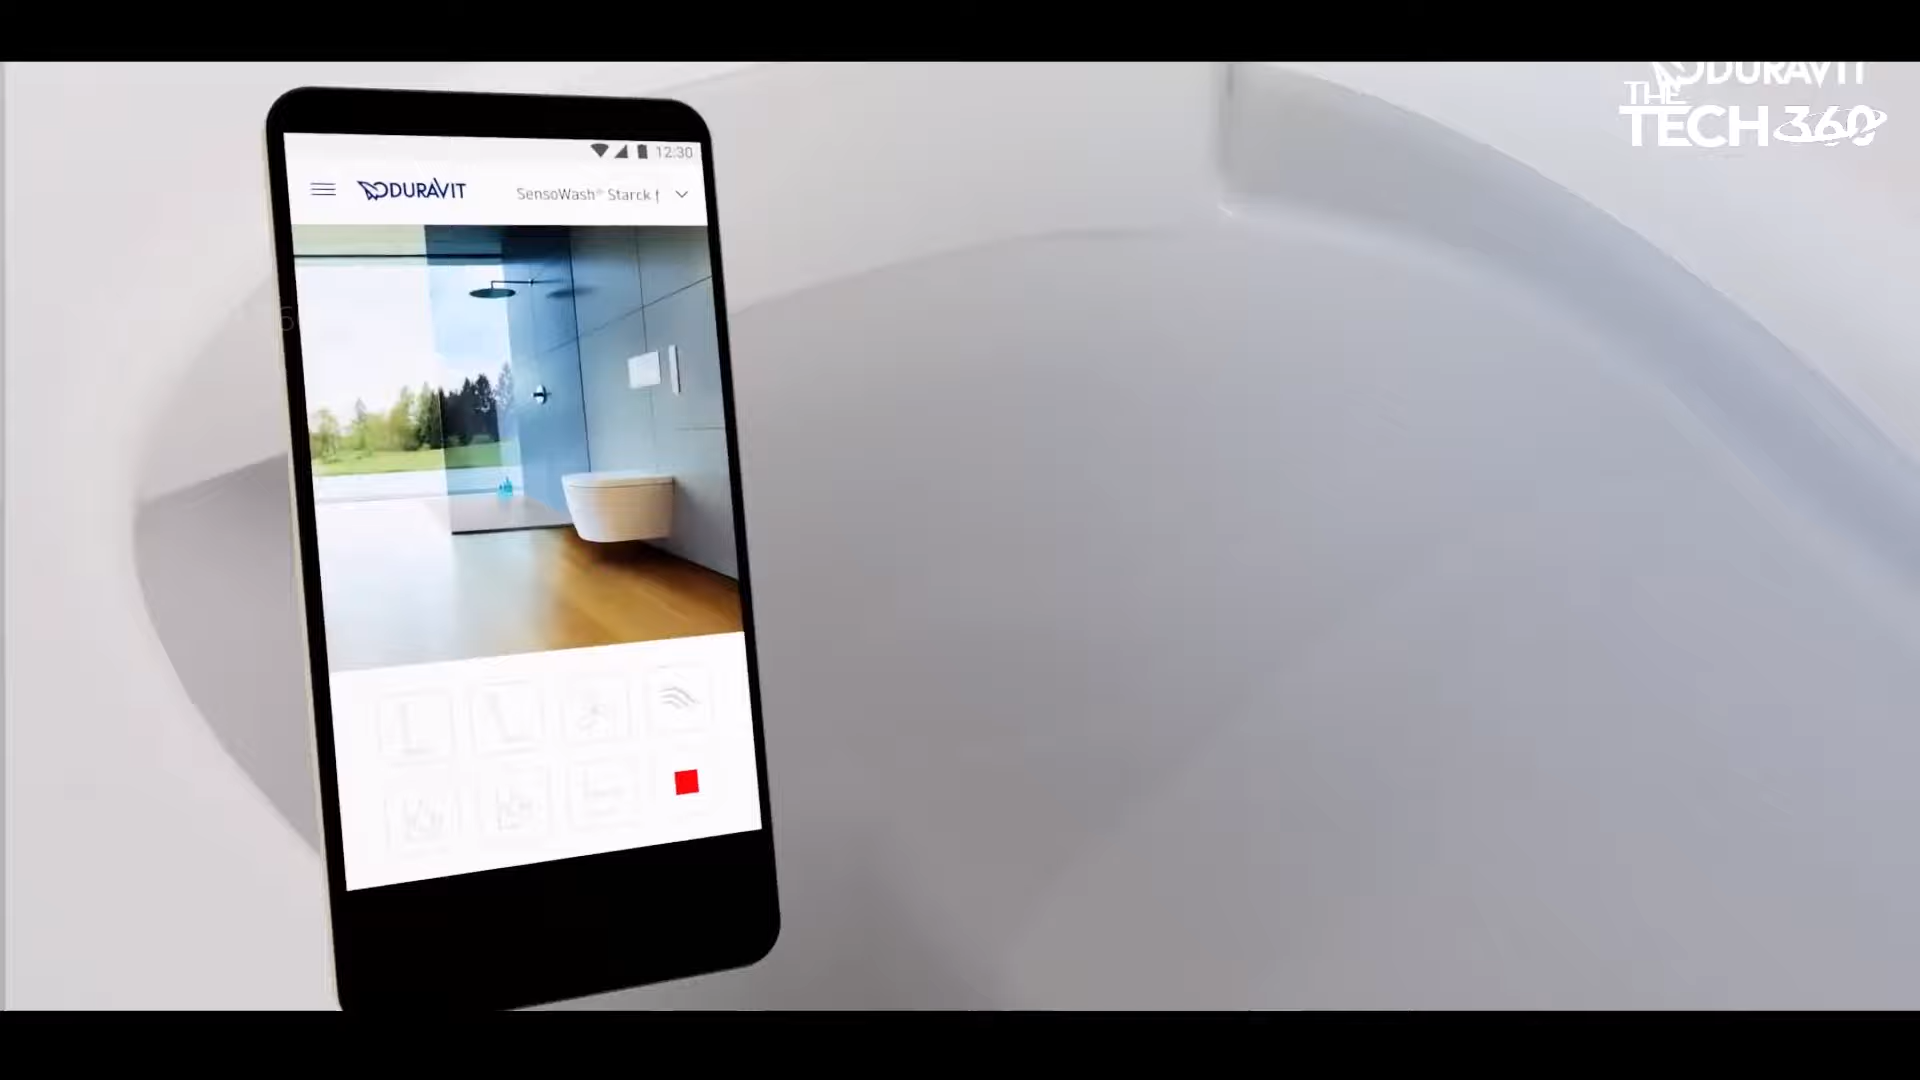 DURAVIT
THE
TECH 360
12:30
DURAVIT
SensoWash® Starck f